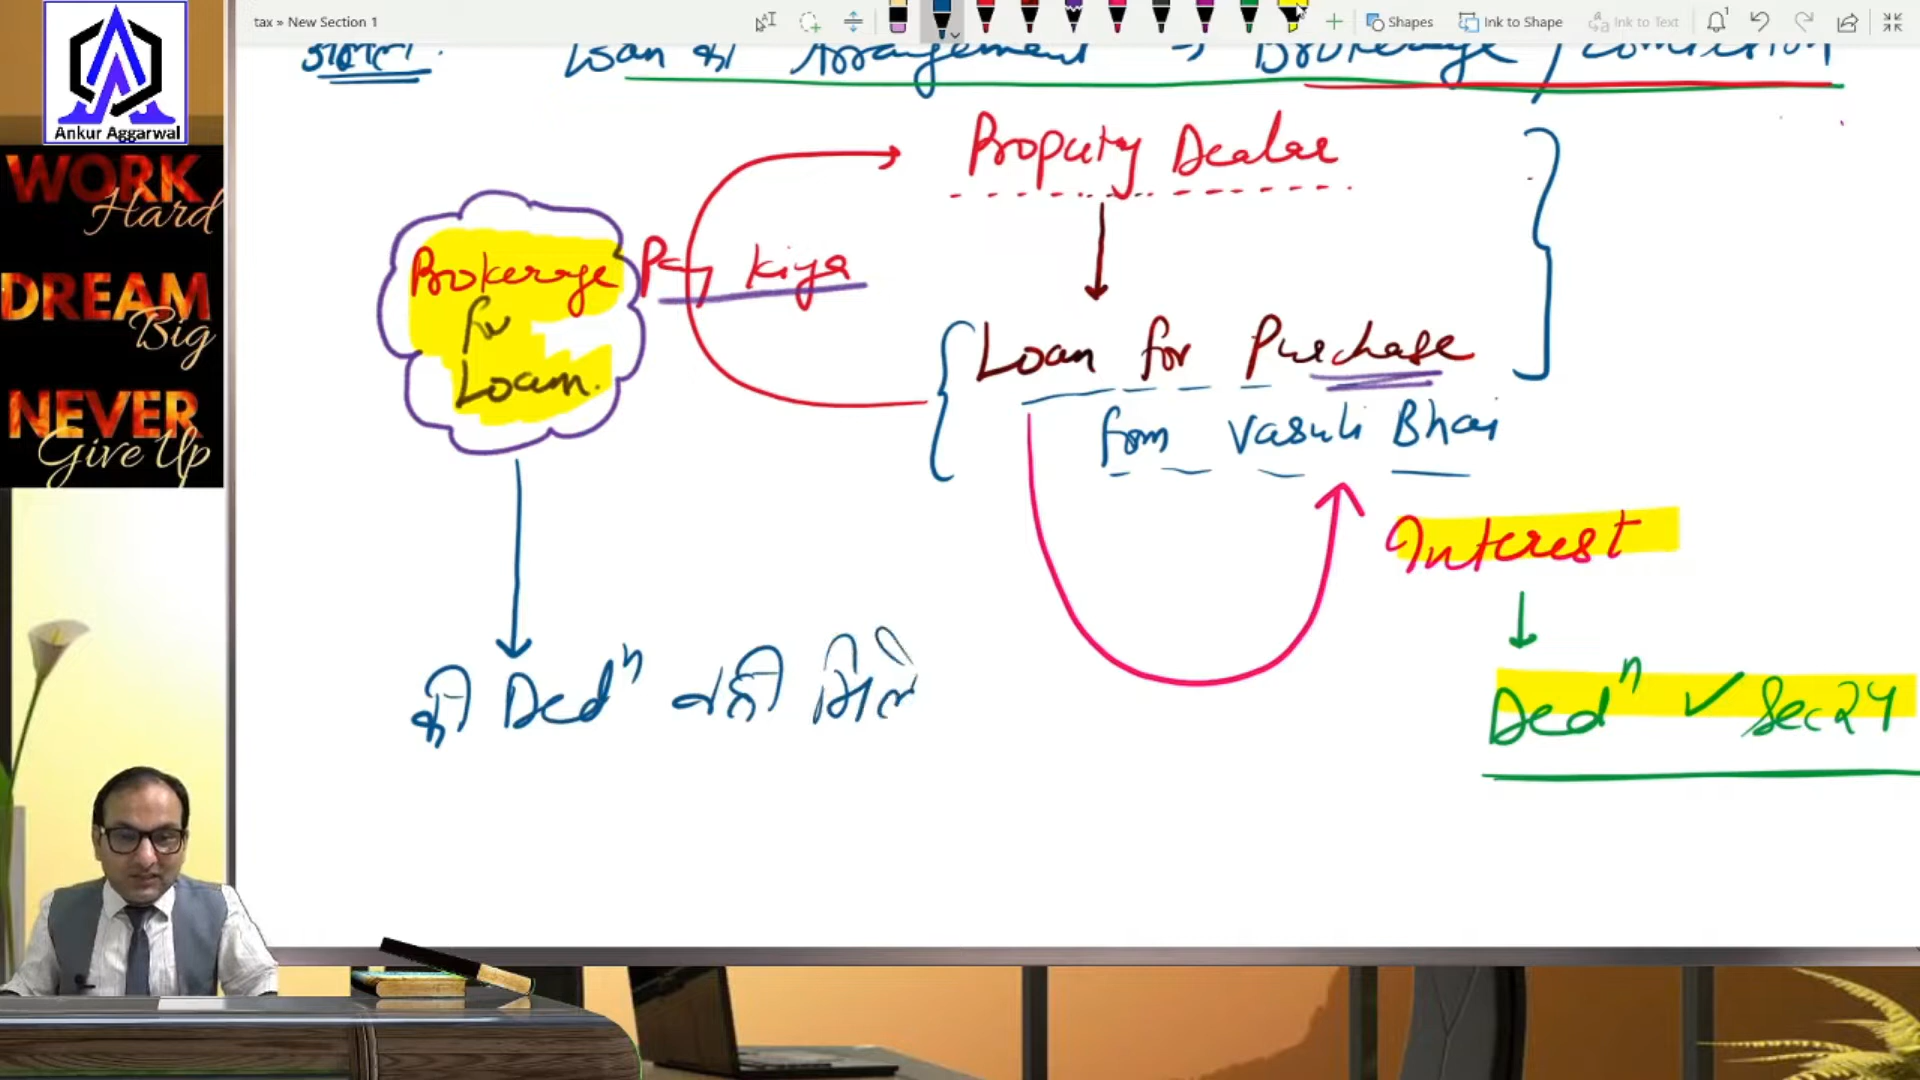 tax » New Section 1
Shapes
Ink to Shape
Ink to Text
Loan की Arrangement → Brokerage /
Ankur Aggarwal
WORK
Hard
DREAM
Big
NEVER
Give Up
Property Dealer
Brokerage Pay Kiya
for
Loan.
Loan for Purchase
from Vasuli Bhai
Interest
की Dedⁿ नही
Dedⁿ ✓ Sec 24